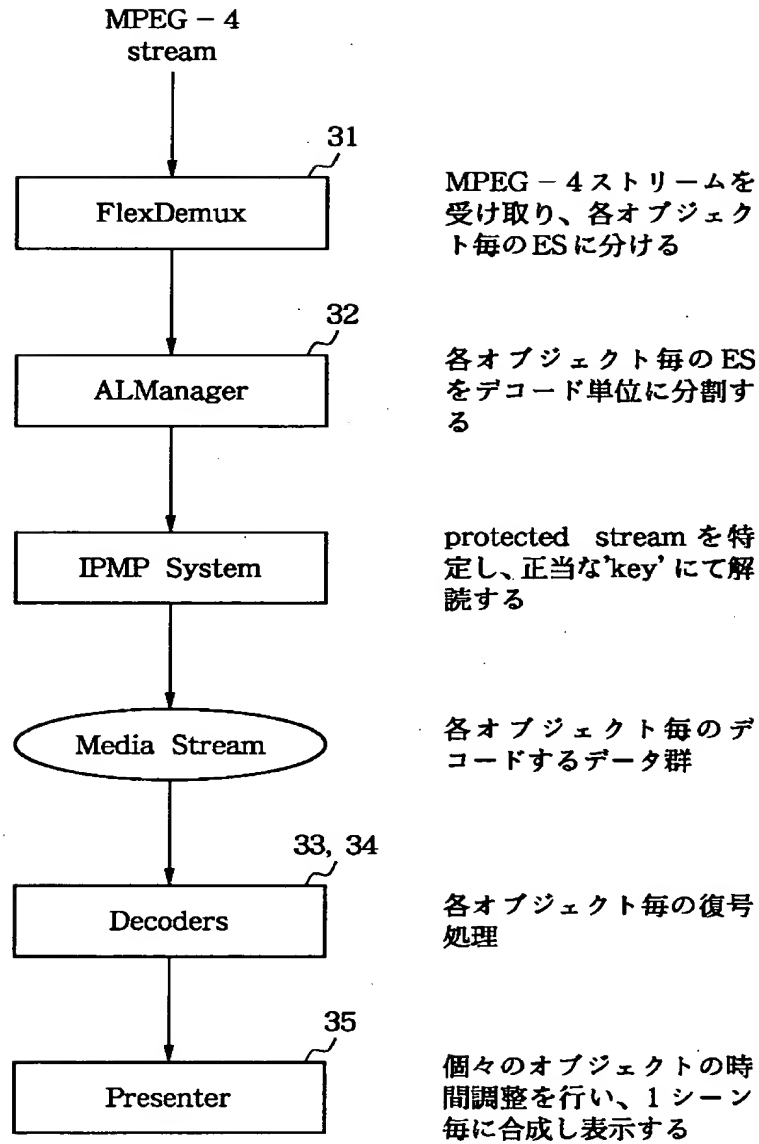 MPEG－4
stream
31
FlexDemux
MPEG－4ストリームを
受け取り、各オブジェク
ト毎のESに分ける
32
ALManager
各オブジェクト毎のES
をデコード単位に分割す
る
IPMP System
protected stream を特
定し、正当な'key' にて解
読する
Media Stream
各オブジェクト毎のデ
コードするデータ群
33, 34
Decoders
各オブジェクト毎の復号
処理
35
Presenter
個々のオブジェクトの時
間調整を行い、1シーン
毎に合成し表示する